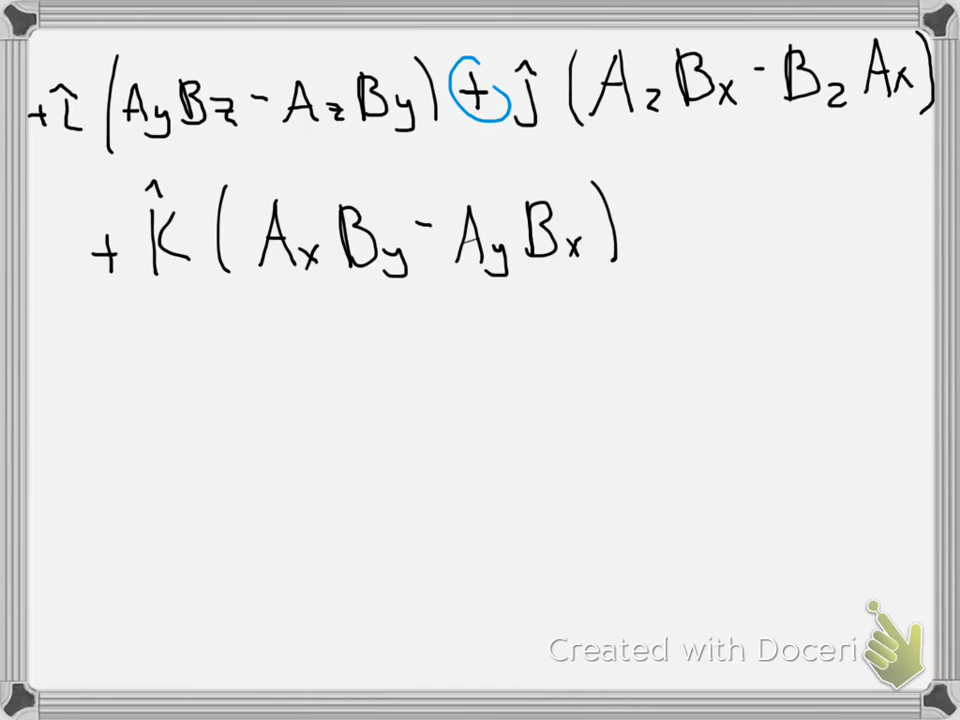 + î (AyBz - AzBy) + ĵ (AzBx - BzAx)
+ k̂ (AxBy - AyBx)
Created with Doceri